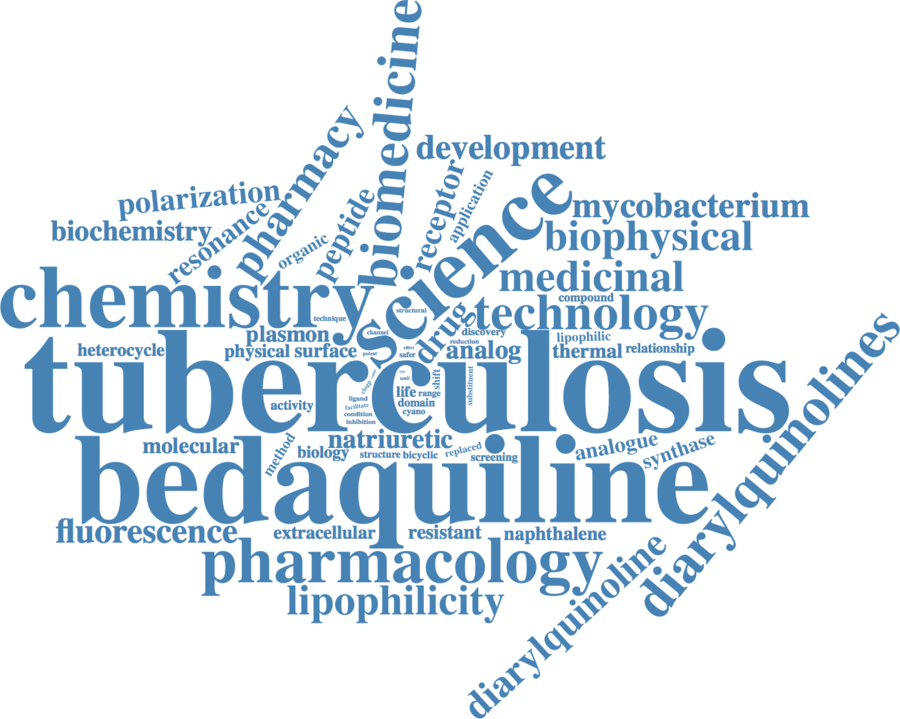 biomedicine
pharmacy
development
receptor
application
science
polarization
peptide
mycobacterium
biochemistry
resonance
organic
biophysical
medicinal
chemistry
compound
technology
structural
technique
drug
channel
discovery
plasmon
lipophilic
redaction
heterocycle
physical surface
effect
safer
potent
analog
thermal
relationship
tuberculosis
diarylquinolines
shift
unit
substituent
life
range
ligand
domain
activity
facilitate
cyano
condition
inhibition
natriuretic
molecular
method
biology
structure
bicyclic
replaced
screening
analogue
synthase
bedaquiline
fluorescence
extracellular
resistant
naphthalene
pharmacology
lipophilicity
diarylquinoline